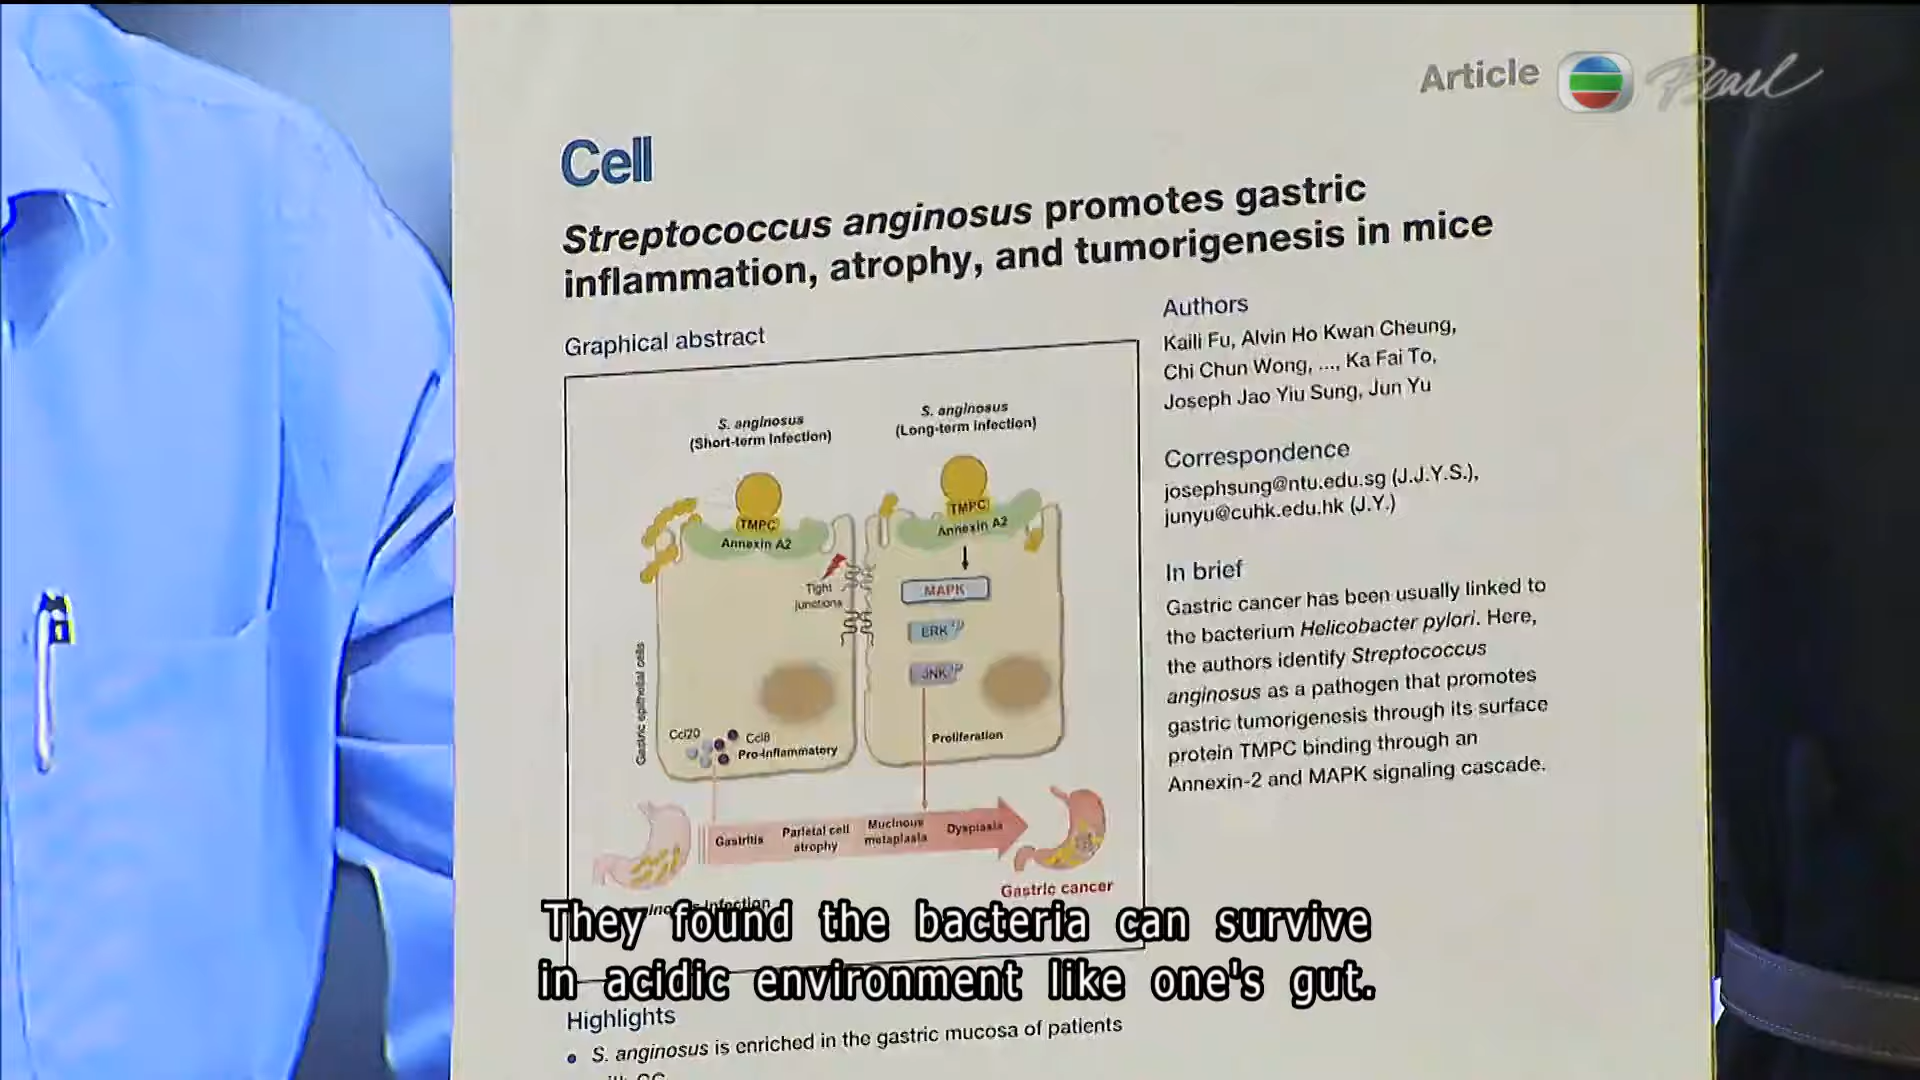 Article
Pearl
Cell
Streptococcus anginosus promotes gastric
inflammation, atrophy, and tumorigenesis in mice
Graphical abstract
S. anginosus
(Short-term infection)
S. anginosus
(Long-term infection)
TMPC
Annexin A2
TMPC
Annexin A2
Tight
junctions
MAPK
ERK
JNK
Gastric epithelial cells
Ccl20
Ccl8
Pro-inflammatory
Proliferation
Gastritis
Parietal cell
atrophy
Mucinous
metaplasia
Dysplasia
Gastric cancer
infection
Authors
Kaili Fu, Alvin Ho Kwan Cheung,
Chi Chun Wong, ..., Ka Fai To,
Joseph Jao Yiu Sung, Jun Yu
Correspondence
josephsung@ntu.edu.sg (J.J.Y.S.),
junyu@cuhk.edu.hk (J.Y.)
In brief
Gastric cancer has been usually linked to
the bacterium Helicobacter pylori. Here,
the authors identify Streptococcus
anginosus as a pathogen that promotes
gastric tumorigenesis through its surface
protein TMPC binding through an
Annexin-2 and MAPK signaling cascade.
They found the bacteria can survive
in acidic environment like one's gut.
Highlights
• S. anginosus is enriched in the gastric mucosa of patients